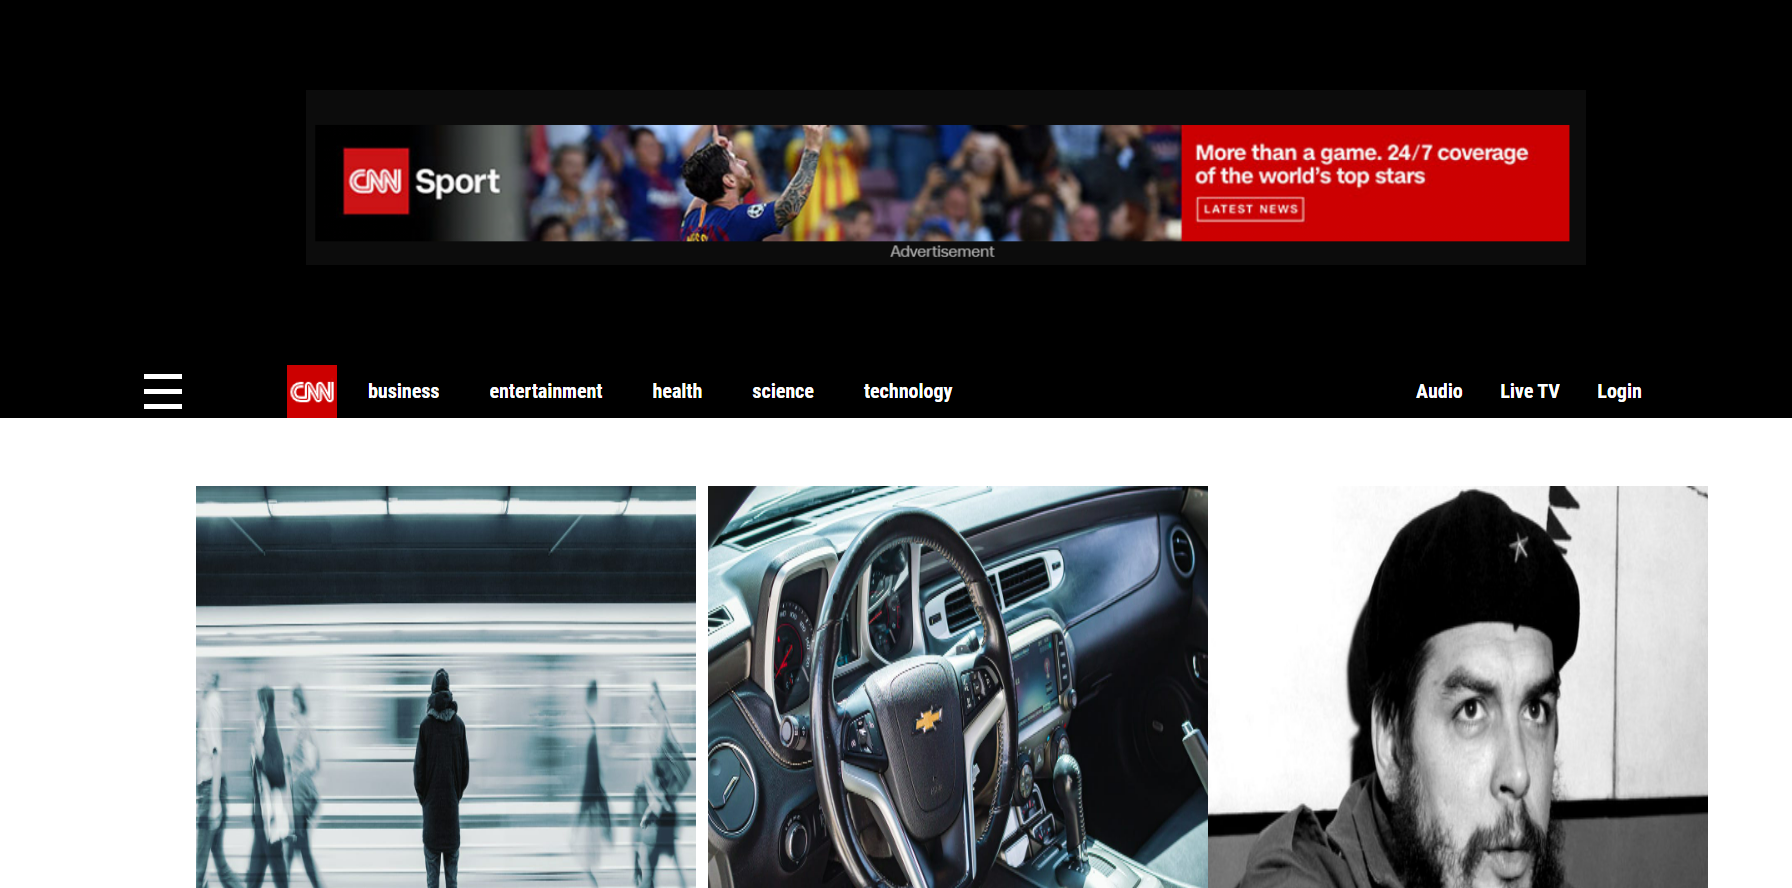 CNN Sport
More than a game. 24/7 coverage
of the world's top stars
LATEST NEWS
Advertisement
CNN business entertainment health science technology Audio Live TV Login